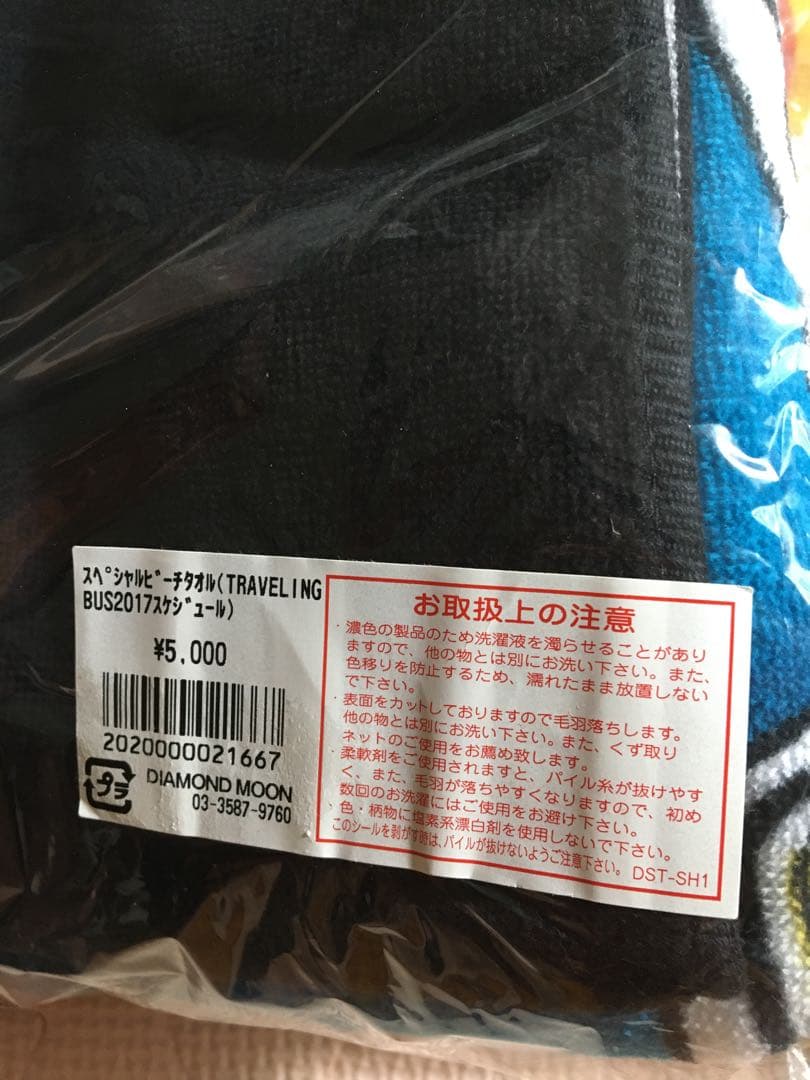 スペシャルビーチタオル(TRAVELING
BUS2017スケジュール)
¥5,000
2020000021667
プラ
DIAMOND MOON
03-3587-9760
お取扱上の注意
・濃色の製品のため洗濯液を濁らせることがあり
ますので、他の物とは別にお洗い下さい。また、
色移りを防止するため、濡れたまま放置しない
で下さい。
・表面をカットしておりますので毛羽落ちします。
他の物とは別にお洗い下さい。また、くず取り
ネットのご使用をお薦め致します。
・柔軟剤をご使用されますと、パイル糸が抜けやす
く、また、毛羽が落ちやすくなりますので、初め
数回のお洗濯にはご使用をお避け下さい。
・色・柄物に塩素系漂白剤を使用しないで下さい。
このシールを剥がす時は、パイルが抜けないようご注意下さい。 DST-SH1